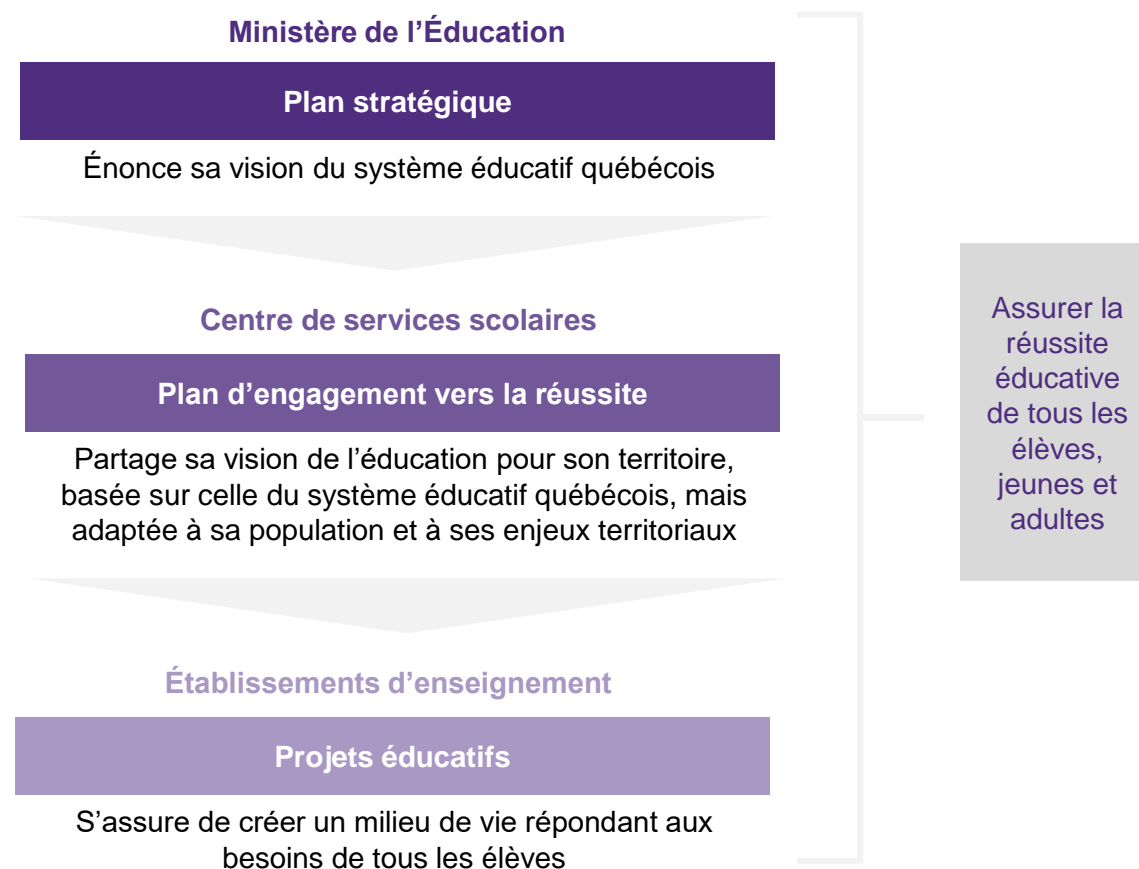 Ministère de l’Éducation
Plan stratégique
Énonce sa vision du système éducatif québécois
Centre de services scolaires
Plan d’engagement vers la réussite
Partage sa vision de l’éducation pour son territoire,
basée sur celle du système éducatif québécois, mais
adaptée à sa population et à ses enjeux territoriaux
Établissements d’enseignement
Projets éducatifs
S’assure de créer un milieu de vie répondant aux
besoins de tous les élèves
Assurer la
réussite
éducative
de tous les
élèves,
jeunes et
adultes